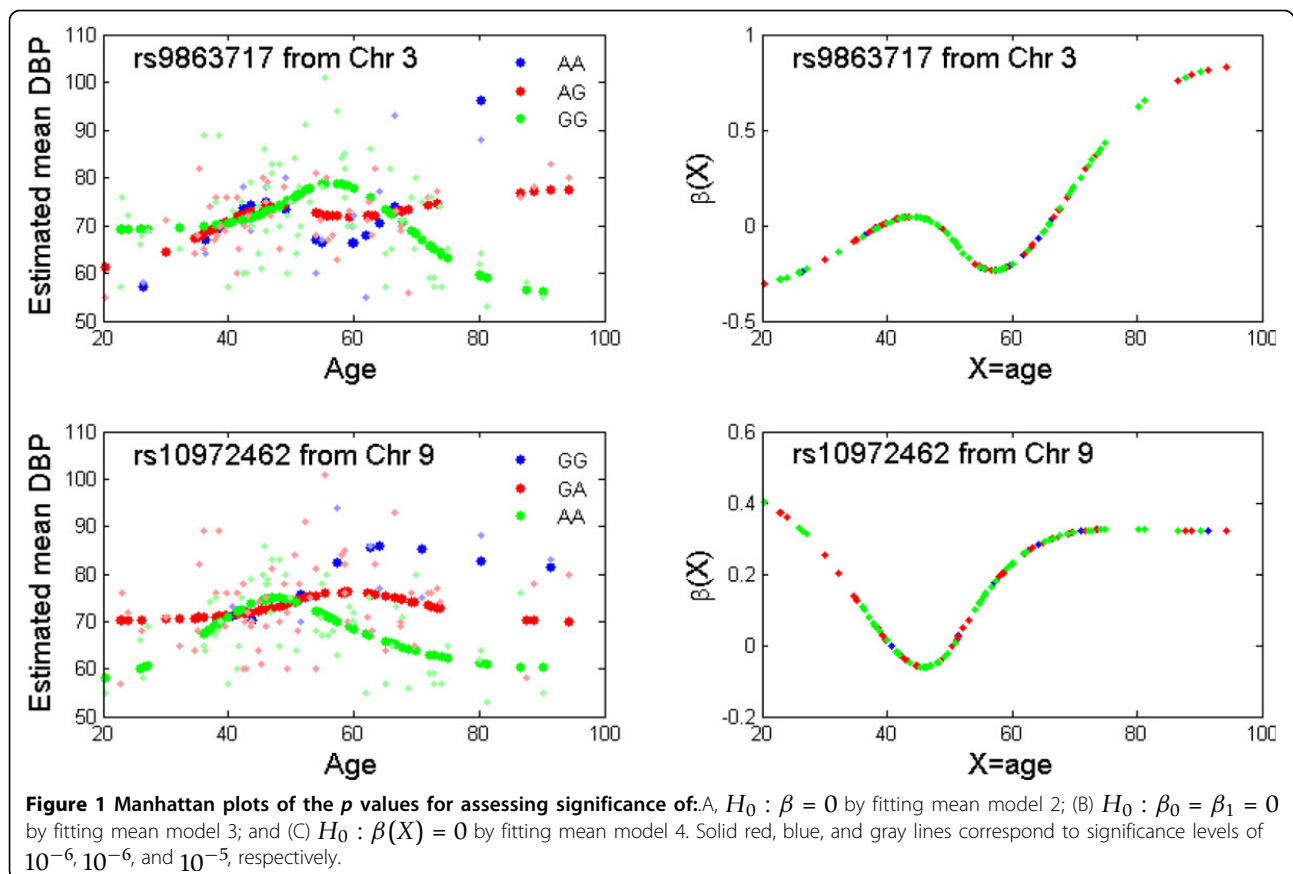 rs9863717 from Chr 3
AA
AG
GG
Estimated mean DBP
110
100
90
80
70
60
50
20 40 60 80 100
Age
rs9863717 from Chr 3
β(X)
1
0.5
0
-0.5
20 40 60 80 100
X=age
rs10972462 from Chr 9
GG
GA
AA
Estimated mean DBP
110
100
90
80
70
60
50
20 40 60 80 100
Age
rs10972462 from Chr 9
β(X)
0.6
0.4
0.2
0
-0.2
20 40 60 80 100
X=age
Figure 1 Manhattan plots of the p values for assessing significance of:.A, H₀ : β = 0 by fitting mean model 2; (B) H₀ : β₀ = β₁ = 0
by fitting mean model 3; and (C) H₀ : β(X) = 0 by fitting mean model 4. Solid red, blue, and gray lines correspond to significance levels of
10⁻⁶, 10⁻⁶, and 10⁻⁵, respectively.